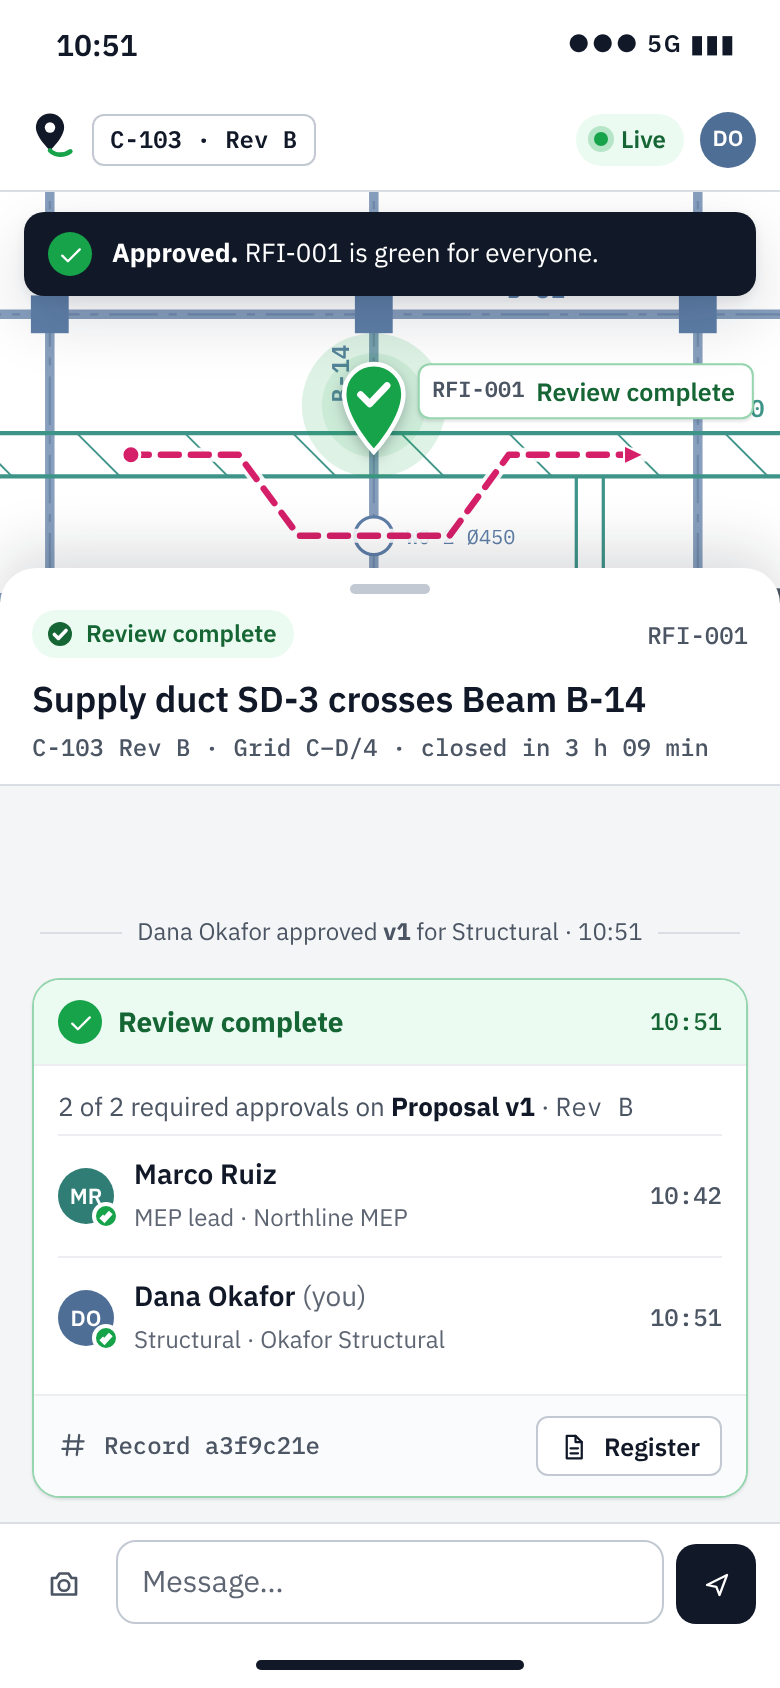 10:51
5G
C-103 · Rev B
Live
DO
Approved. RFI-001 is green for everyone.
RFI-001 Review complete
Ø450
Review complete
RFI-001
Supply duct SD-3 crosses Beam B-14
C-103 Rev B · Grid C–D/4 · closed in 3 h 09 min
Dana Okafor approved v1 for Structural · 10:51
Review complete
10:51
2 of 2 required approvals on Proposal v1 · Rev B
MR
Marco Ruiz
MEP lead · Northline MEP
10:42
DO
Dana Okafor (you)
Structural · Okafor Structural
10:51
# Record a3f9c21e
Register
Message...